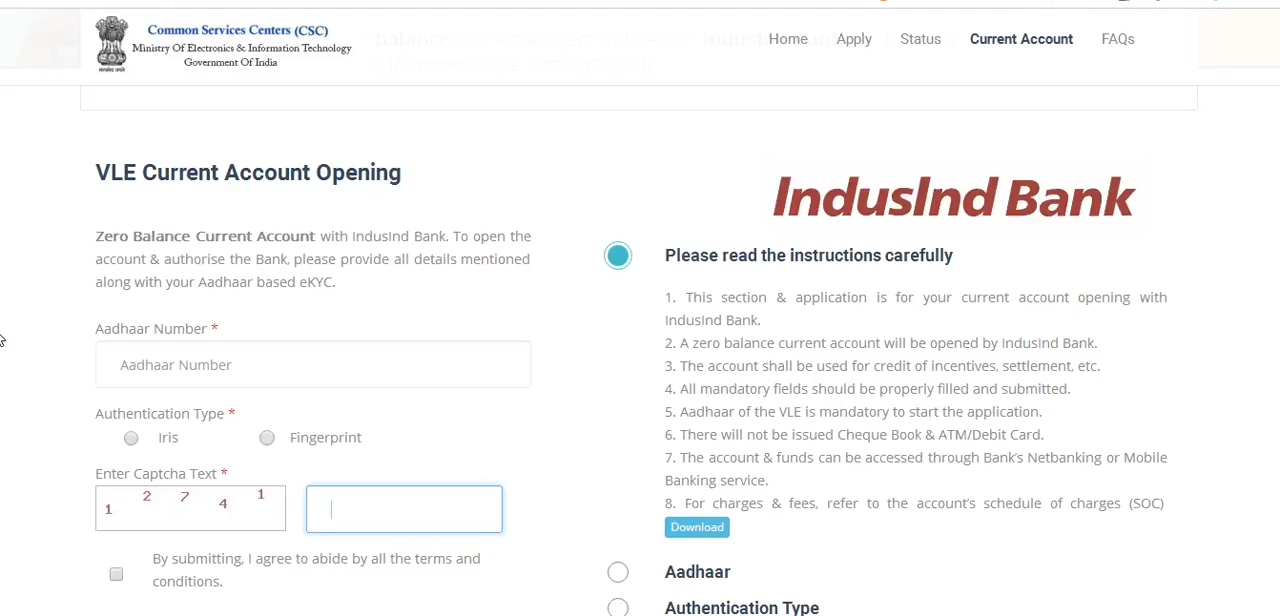 Common Services Centers (CSC)
Ministry Of Electronics & Information Technology
Government Of India
Home
Apply
Status
Current Account
FAQs
VLE Current Account Opening
Zero Balance Current Account with IndusInd Bank. To open the
account & authorise the Bank, please provide all details mentioned
along with your Aadhaar based eKYC.
Aadhaar Number *
Aadhaar Number
Authentication Type *
Iris
Fingerprint
Enter Captcha Text *
1 2 7 4 1
By submitting, I agree to abide by all the terms and
conditions.
IndusInd Bank
Please read the instructions carefully
1. This section & application is for your current account opening with
IndusInd Bank.
2. A zero balance current account will be opened by IndusInd Bank.
3. The account shall be used for credit of incentives, settlement, etc.
4. All mandatory fields should be properly filled and submitted.
5. Aadhaar of the VLE is mandatory to start the application.
6. There will not be issued Cheque Book & ATM/Debit Card.
7. The account & funds can be accessed through Bank's Netbanking or Mobile
Banking service.
8. For charges & fees, refer to the account's schedule of charges (SOC)
Download
Aadhaar
Authentication Type